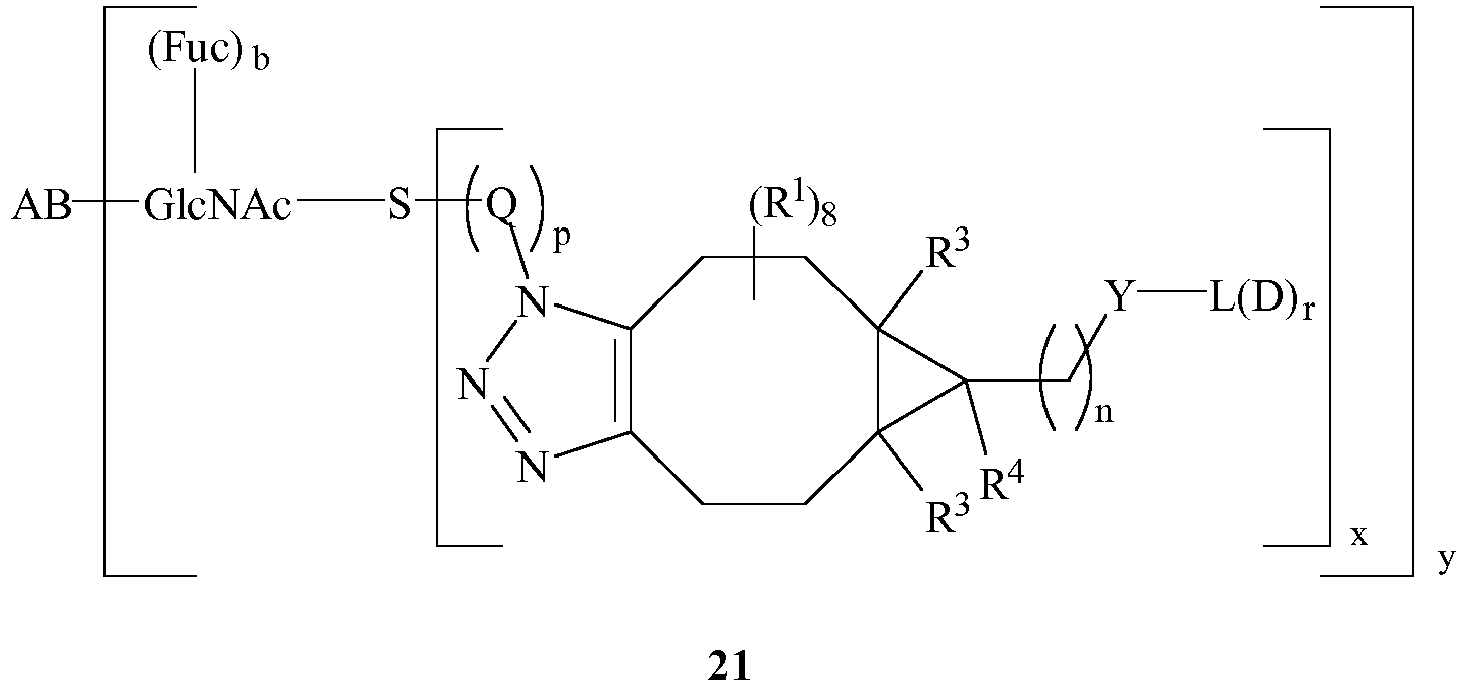 (Fuc) b
AB GlcNAc S (Q) p (R¹)₈ R³
N Y L(D) r
N n
N R³ R⁴
x
y
21